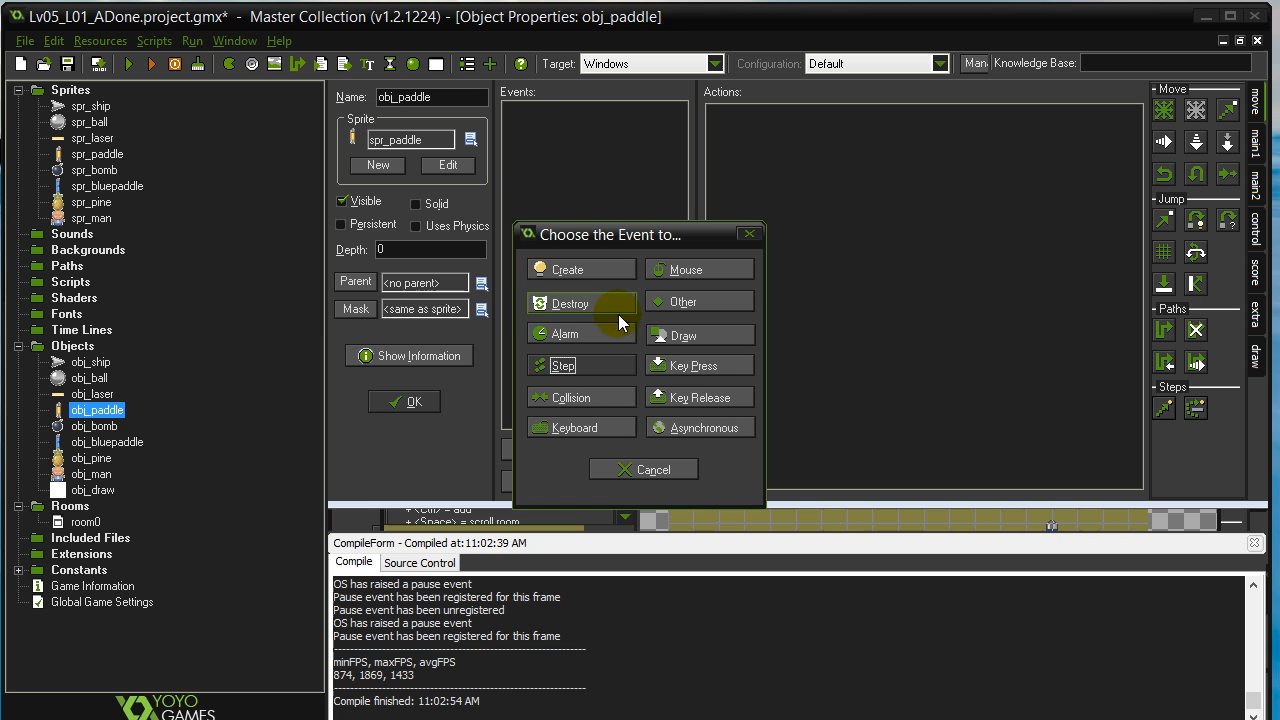 Lv05_L01_ADone.project.gmx* - Master Collection (v1.2.1224) - [Object Properties: obj_paddle]
File Edit Resources Scripts Run Window Help
Target: Windows Configuration: Default Man Knowledge Base:
Sprites
spr_ship
spr_ball
spr_laser
spr_paddle
spr_bomb
spr_bluepaddle
spr_pine
spr_man
Sounds
Backgrounds
Paths
Scripts
Shaders
Fonts
Time Lines
Objects
obj_ship
obj_ball
obj_laser
obj_paddle
obj_bomb
obj_bluepaddle
obj_pine
obj_man
obj_draw
Rooms
room0
Included Files
Extensions
Constants
Game Information
Global Game Settings
YOYO
GAMES
Name: obj_paddle
Sprite
spr_paddle
New Edit
Visible Solid
Persistent Uses Physics
Depth: 0
Parent <no parent>
Mask <same as sprite>
Show Information
OK
Events:
Actions:
Choose the Event to...
Create Mouse
Destroy Other
Alarm Draw
Step Key Press
Collision Key Release
Keyboard Asynchronous
Cancel
Move
Jump
Paths
Steps
move
main1
main2
control
score
extra
draw
+ <Ctrl> = add
+ <Space> = scroll room
CompileForm - Compiled at:11:02:39 AM
Compile Source Control
OS has raised a pause event
Pause event has been registered for this frame
Pause event has been unregistered
OS has raised a pause event
Pause event has been registered for this frame
minFPS, maxFPS, avgFPS
874, 1869, 1433
Compile finished: 11:02:54 AM